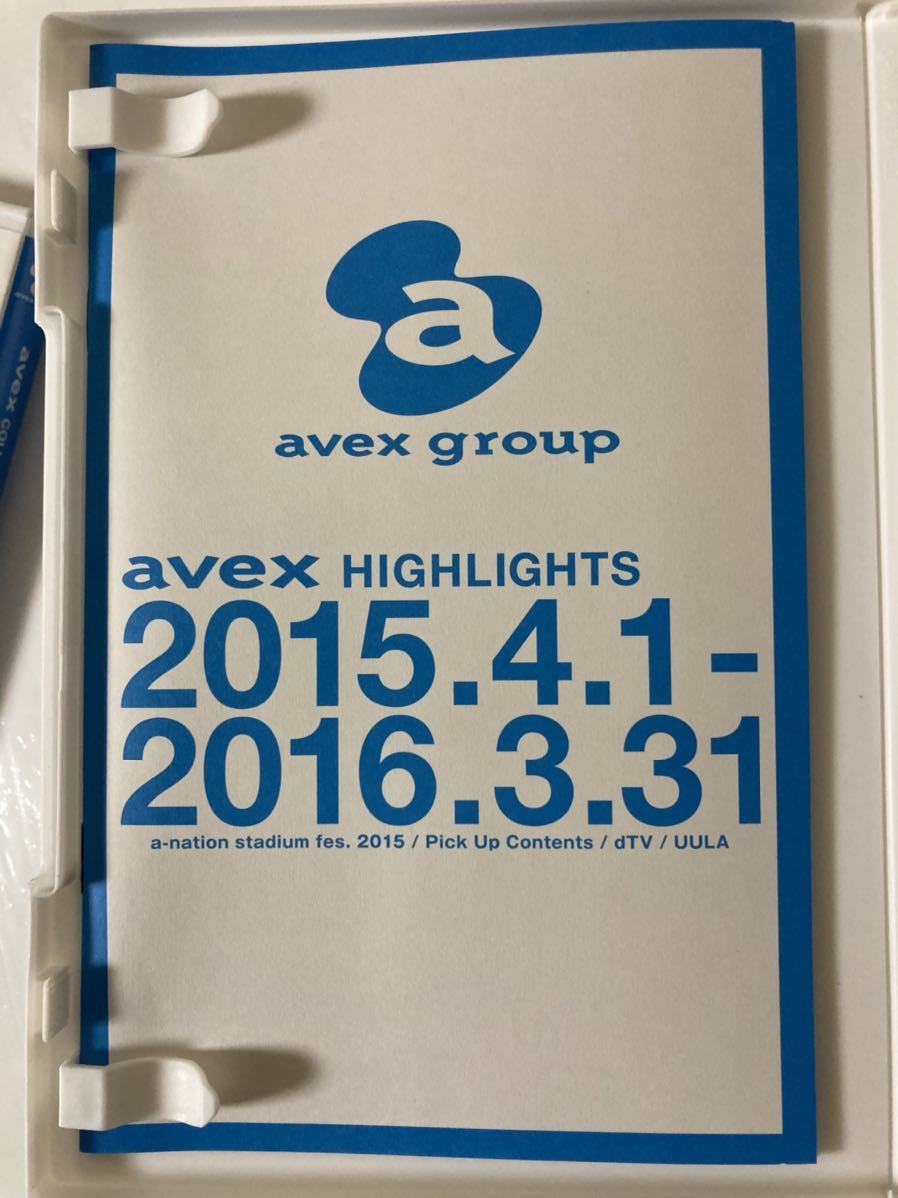 a
avex group
avex HIGHLIGHTS
2015.4.1-
2016.3.31
a-nation stadium fes. 2015 / Pick Up Contents / dTV / UULA
avex